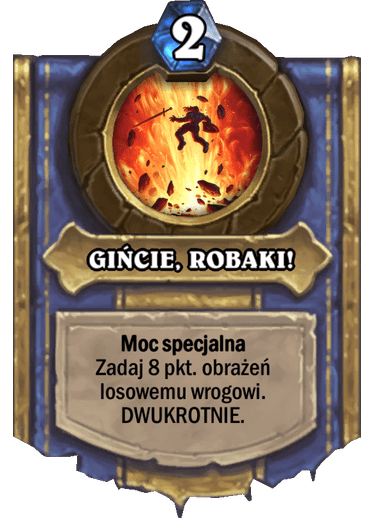 2
GIŃCIE, ROBAKI!
Moc specjalna
Zadaj 8 pkt. obrażeń
losowemu wrogowi.
DWUKROTNIE.